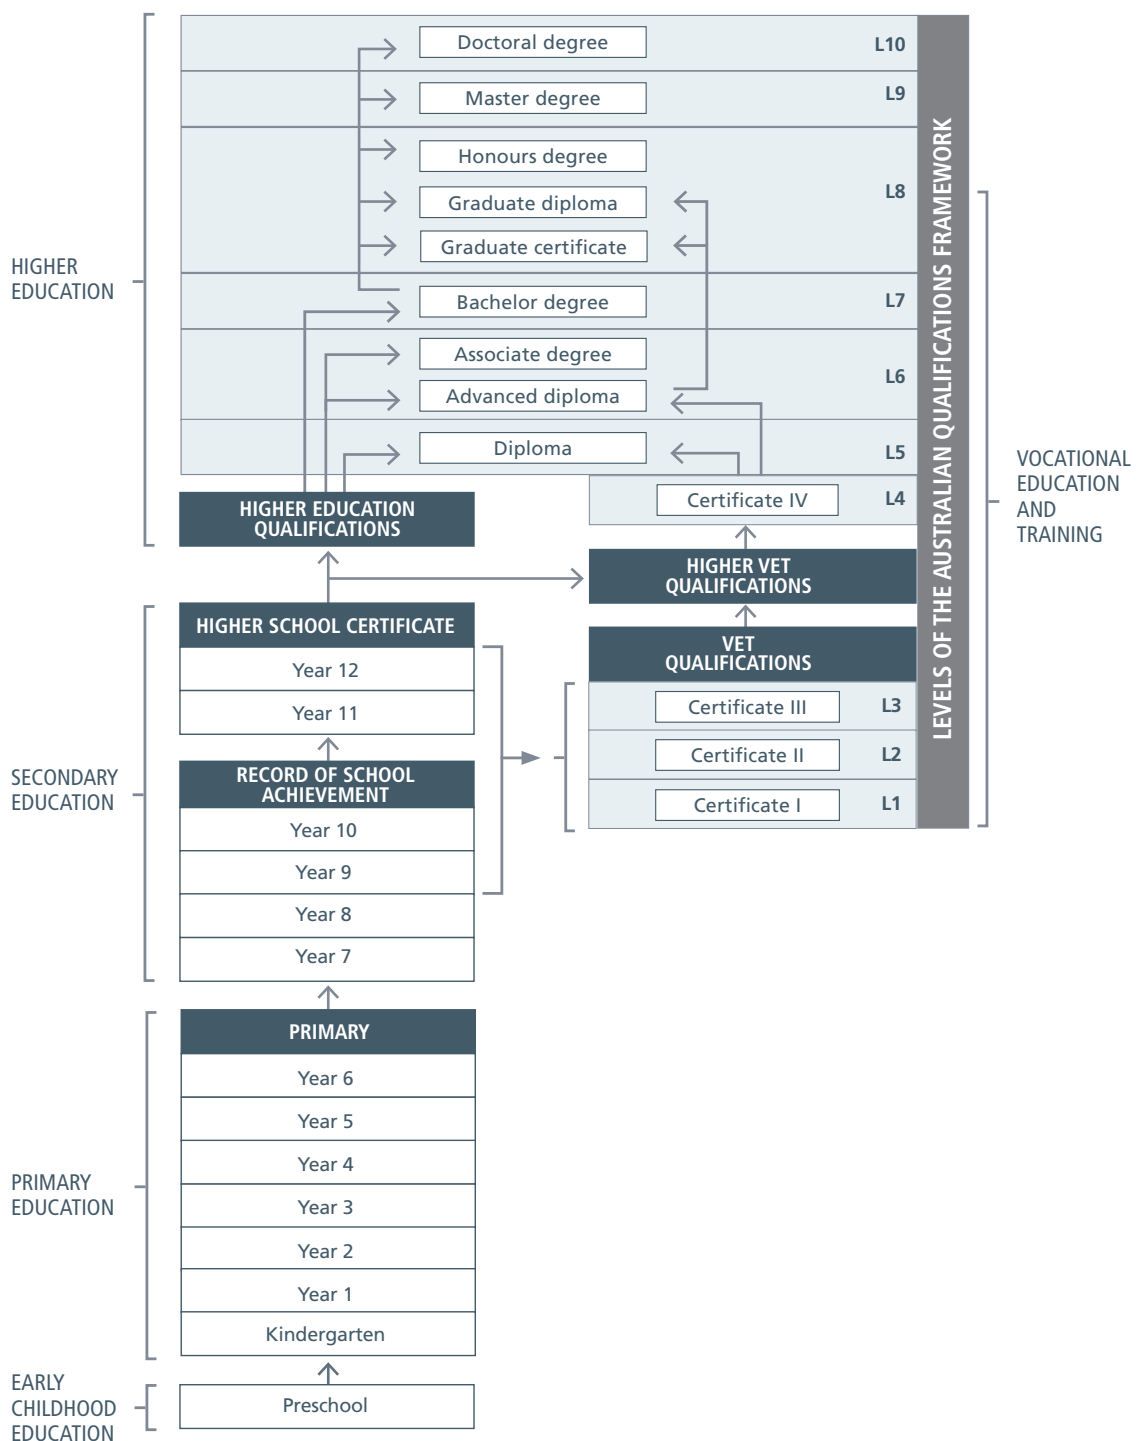 Doctoral degree
L10
Master degree
L9
Honours degree
Graduate diploma
Graduate certificate
L8
Bachelor degree
L7
Associate degree
Advanced diploma
L6
Diploma
L5
HIGHER
EDUCATION
HIGHER EDUCATION
QUALIFICATIONS
Certificate IV
L4
HIGHER VET
QUALIFICATIONS
VET
QUALIFICATIONS
Certificate III
L3
Certificate II
L2
Certificate I
L1
LEVELS OF THE AUSTRALIAN QUALIFICATIONS FRAMEWORK
VOCATIONAL
EDUCATION
AND
TRAINING
HIGHER SCHOOL CERTIFICATE
Year 12
Year 11
SECONDARY
EDUCATION
RECORD OF SCHOOL
ACHIEVEMENT
Year 10
Year 9
Year 8
Year 7
PRIMARY
Year 6
Year 5
Year 4
PRIMARY
EDUCATION
Year 3
Year 2
Year 1
Kindergarten
EARLY
CHILDHOOD
EDUCATION
Preschool